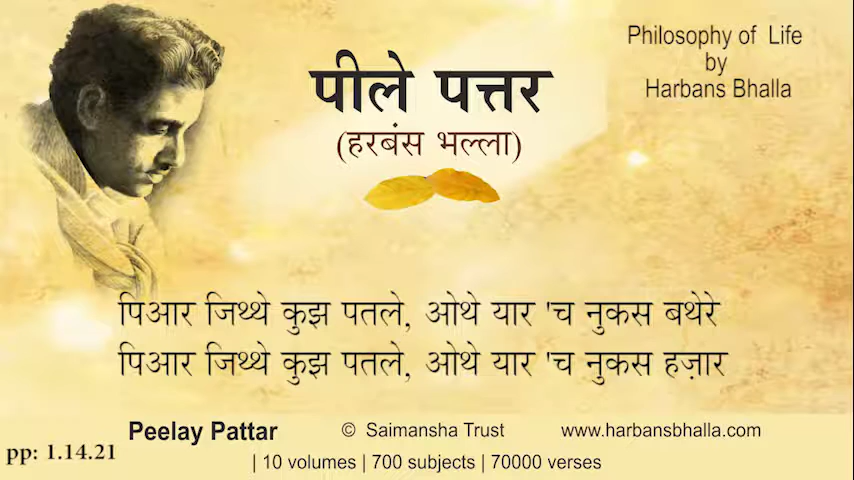 Philosophy of Life
by
Harbans Bhalla
पीले पत्तर
(हरबंस भल्ला)
पिआर जिथ्थे कुझ पतले, ओथे यार 'च नुकस बथेरे
पिआर जिथ्थे कुझ पतले, ओथे यार 'च नुकस हज़ार
Peelay Pattar © Saimansha Trust www.harbansbhalla.com
pp: 1.14.21
| 10 volumes | 700 subjects | 70000 verses